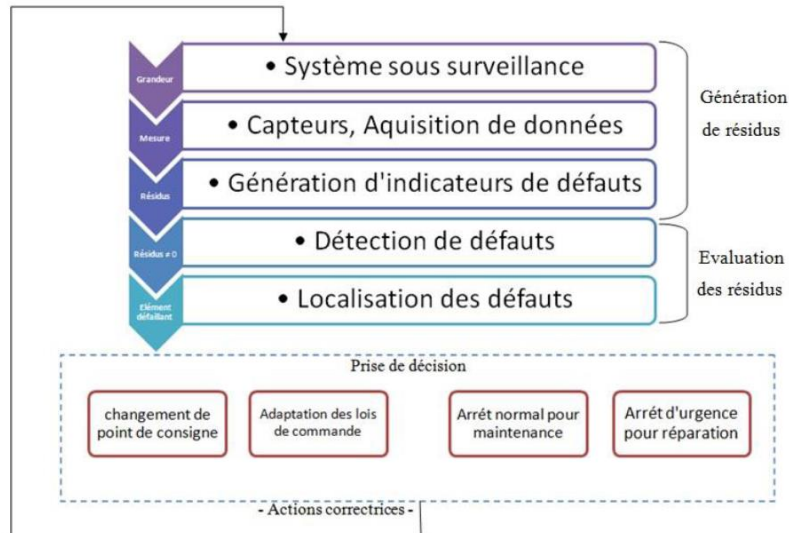 Grandeur
• Système sous surveillance
Mesure
• Capteurs, Aquisition de données
Résidus
• Génération d'indicateurs de défauts
Génération
de résidus
Résidus ≠ 0
• Détection de défauts
Elément
défaillant
• Localisation des défauts
Evaluation
des résidus
Prise de décision
changement de
point de consigne
Adaptation des lois
de commande
Arrét normal pour
maintenance
Arrét d'urgence
pour réparation
- Actions correctrices -